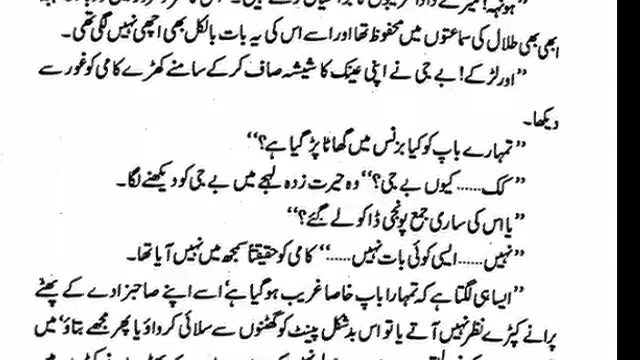 ابھی بھی طلال کی سماعتوں میں محفوظ تھا اور اسے اس کی یہ بات بالکل بھی اچھی نہیں لگی تھی۔
”اور لڑکے! بے جی نے اپنی عینک کا شیشہ صاف کر کے سامنے کھڑے کامی کو غور سے
دیکھا۔
”تمہارے باپ کو کیا بزنس میں گھاٹا پڑ گیا ہے؟“
”کک...... کیوں بے جی؟“ وہ حیرت زدہ لہجے میں بے جی کو دیکھنے لگا۔
”یا اس کی ساری جمع پونجی ڈاکو لے گئے؟“
”نہیں...... ایسی کوئی بات نہیں......“ کامی کو حقیقتاً سمجھ میں نہیں آیا تھا۔
”ایسا ہی لگتا ہے کہ تمہارا باپ خاصا غریب ہو گیا ہے‘ اسے اپنے صاحبزادے کے پھٹے
پرانے کپڑے نظر نہیں آتے یا تو اس بدشکل پینٹ کو گھٹنوں سے سلائی کرواؤ یا پھر مجھے بتاؤ‘ میں